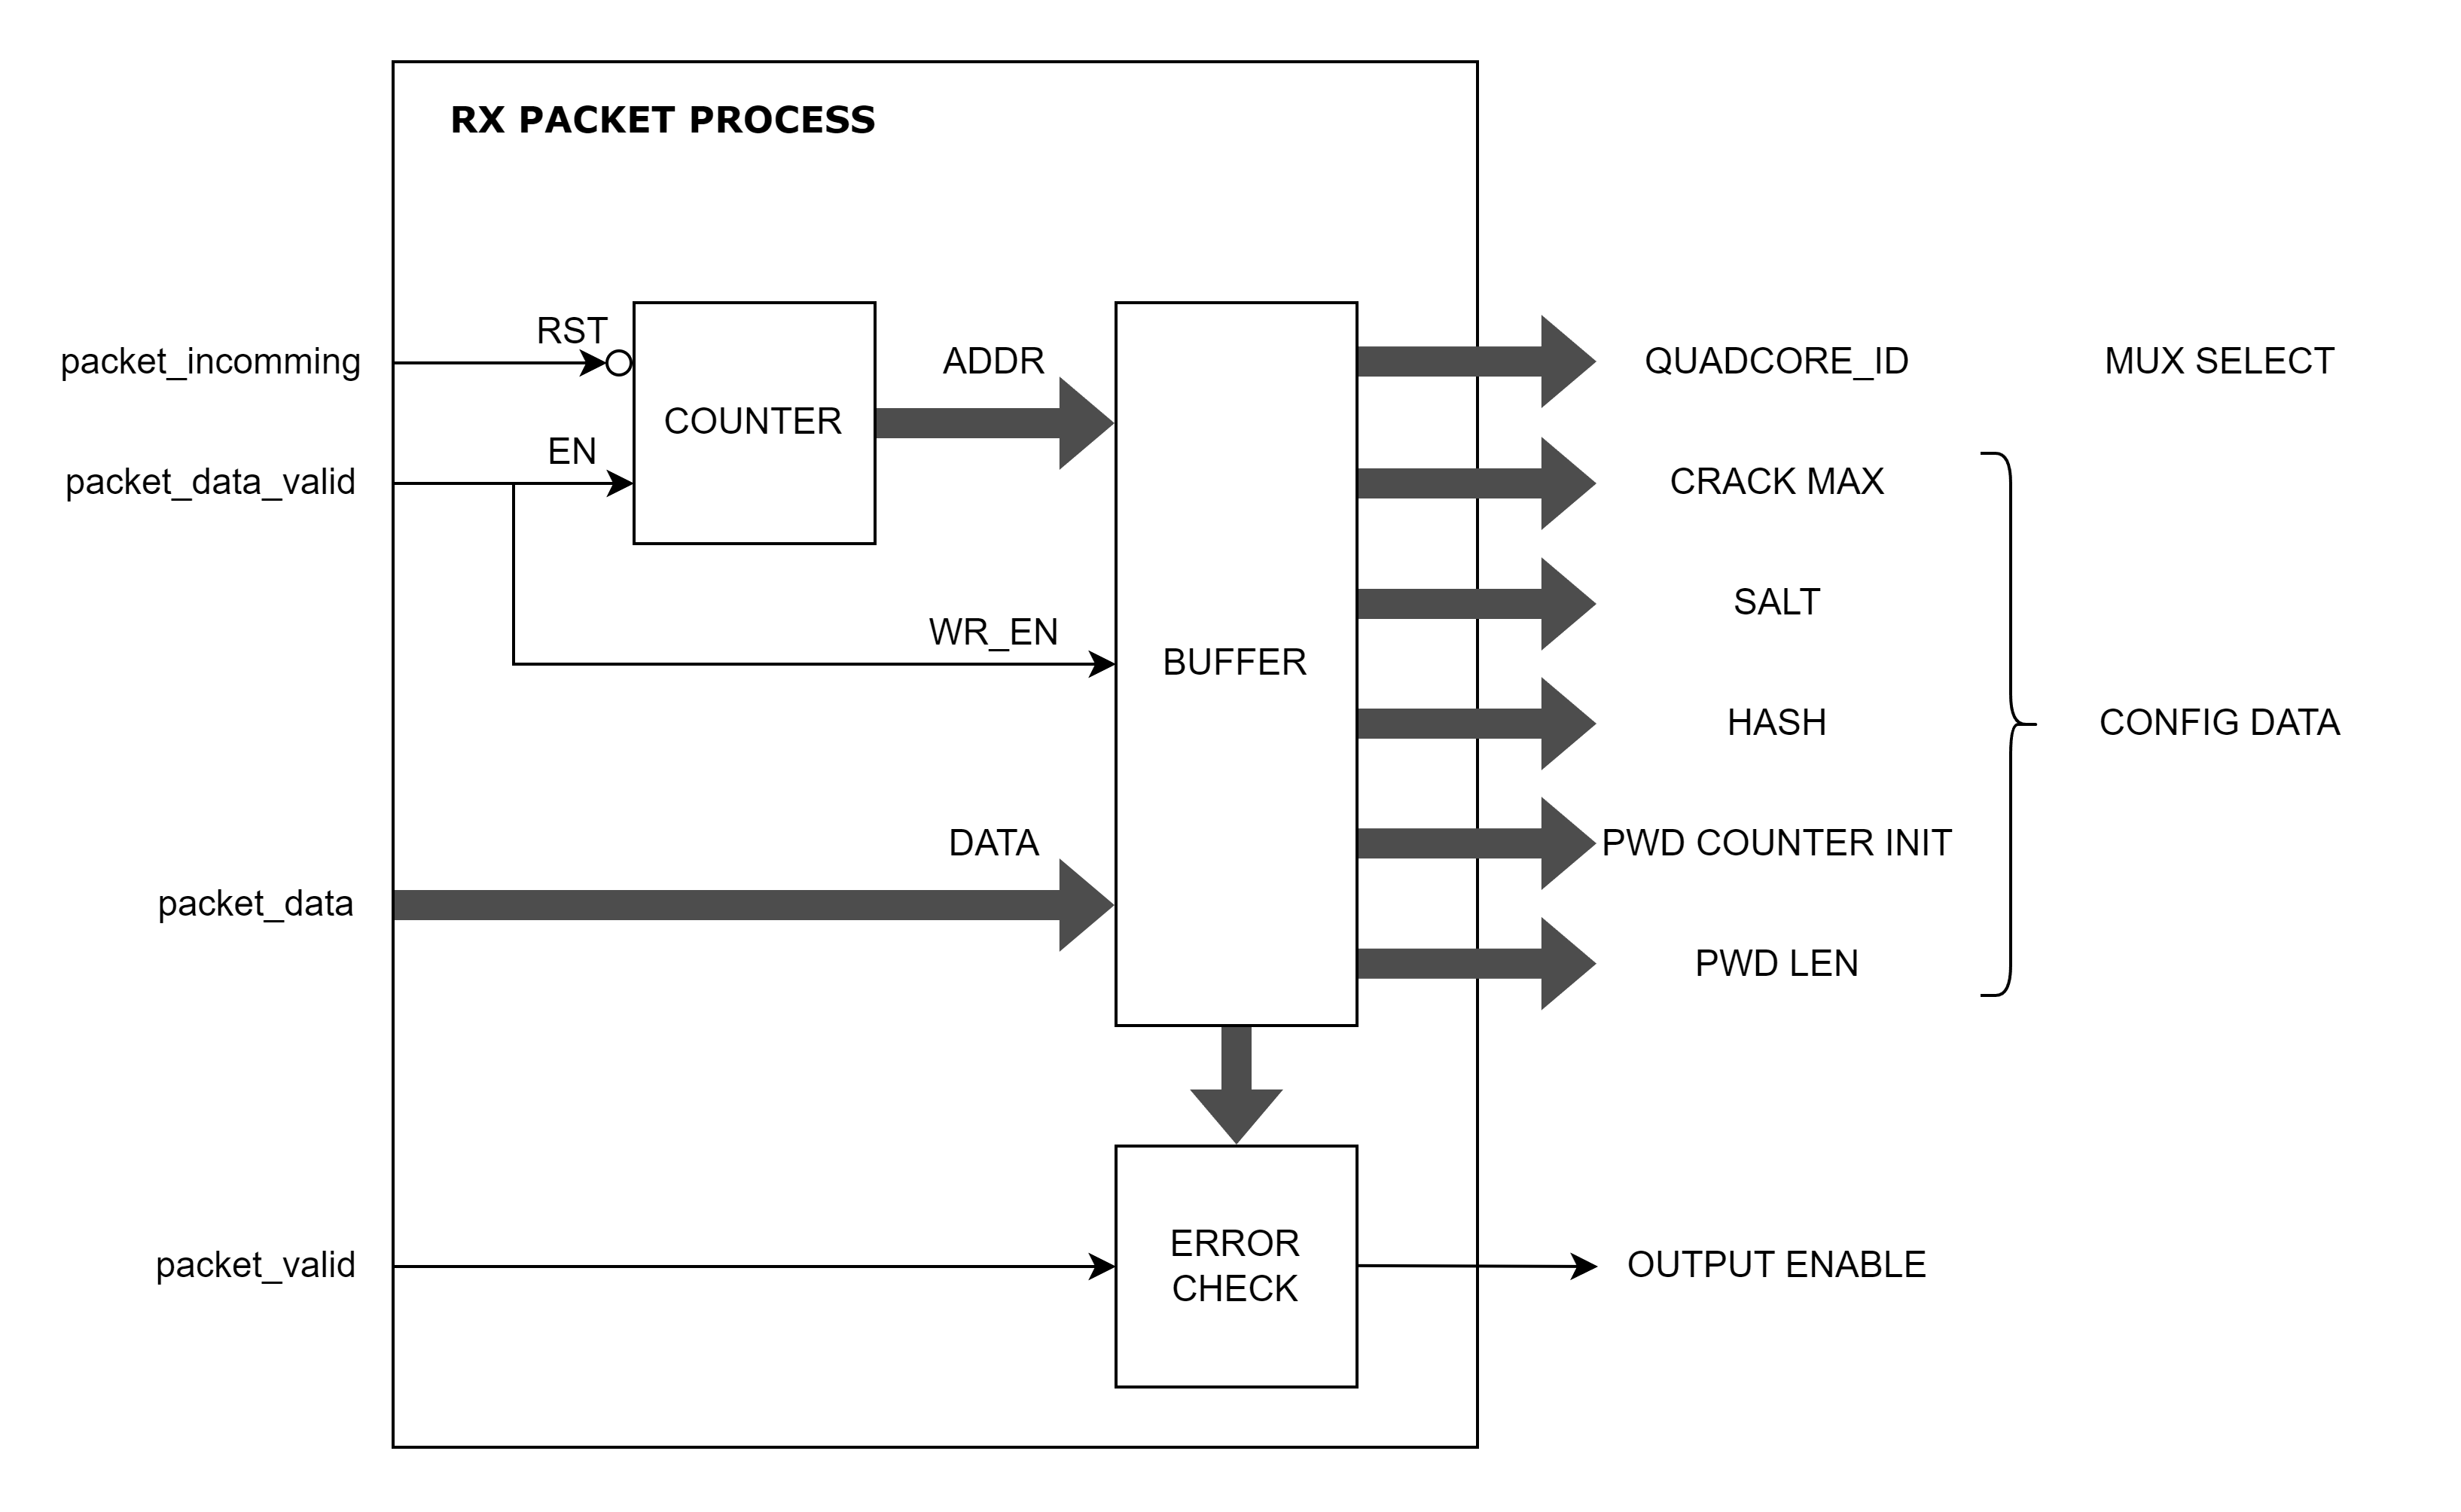 RX PACKET PROCESS
packet_incomming
RST
COUNTER
ADDR
QUADCORE_ID
MUX SELECT
packet_data_valid
EN
CRACK MAX
SALT
WR_EN
BUFFER
HASH
CONFIG DATA
DATA
PWD COUNTER INIT
packet_data
PWD LEN
packet_valid
ERROR
CHECK
OUTPUT ENABLE